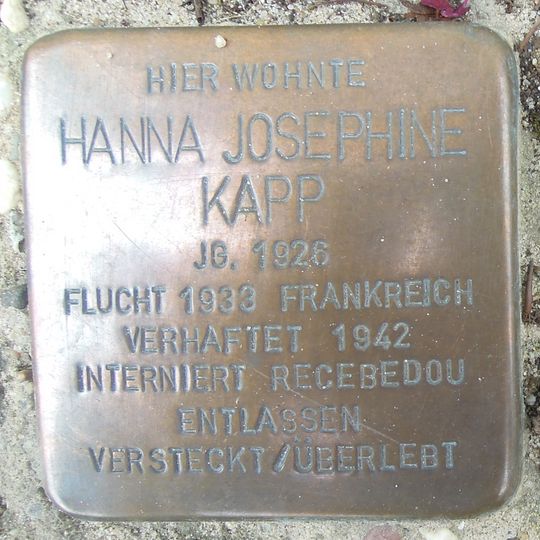 HIER WOHNTE
HANNA JOSEPHINE
KAPP
JG. 1926
FLUCHT 1933 FRANKREICH
VERHAFTET 1942
INTERNIERT RECEBEDOU
ENTLASSEN
VERSTECKT/ÜBERLEBT